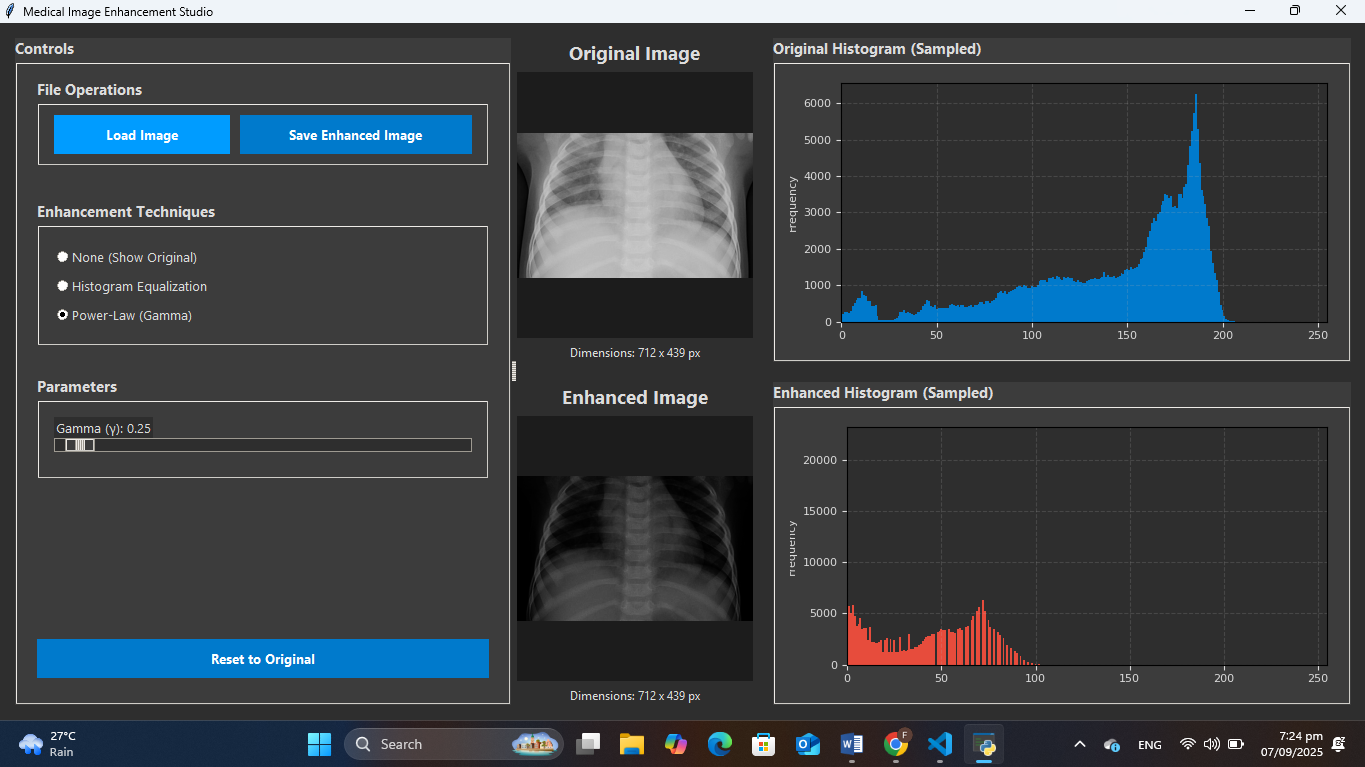 Medical Image Enhancement Studio
Controls
File Operations
Load Image
Save Enhanced Image
Enhancement Techniques
None (Show Original)
Histogram Equalization
Power-Law (Gamma)
Parameters
Gamma (γ): 0.25
Reset to Original
Original Image
Dimensions: 712 x 439 px
Enhanced Image
Dimensions: 712 x 439 px
Original Histogram (Sampled)
Frequency
6000
5000
4000
3000
2000
1000
0
0 50 100 150 200 250
Enhanced Histogram (Sampled)
Frequency
20000
15000
10000
5000
0
0 50 100 150 200 250
27°C
Rain
Search
F
ENG
7:24 pm
07/09/2025